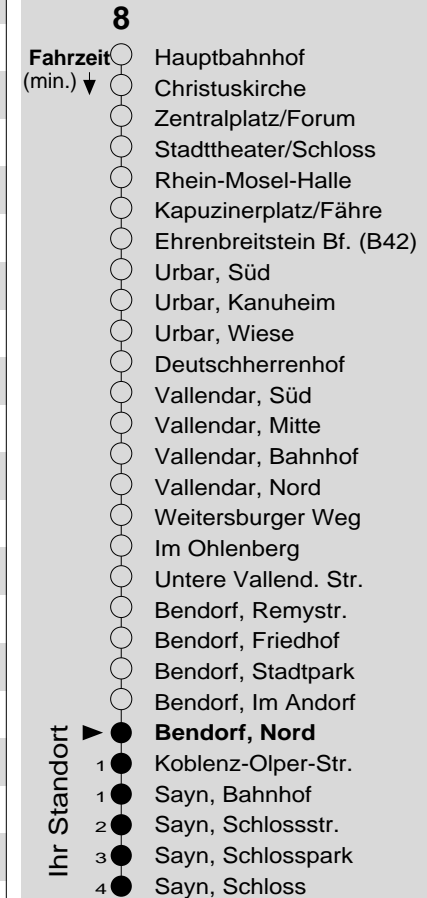 8
Fahrzeit Hauptbahnhof
(min.) Christuskirche
Zentralplatz/Forum
Stadttheater/Schloss
Rhein-Mosel-Halle
Kapuzinerplatz/Fähre
Ehrenbreitstein Bf. (B42)
Urbar, Süd
Urbar, Kanuheim
Urbar, Wiese
Deutschherrenhof
Vallendar, Süd
Vallendar, Mitte
Vallendar, Bahnhof
Vallendar, Nord
Weitersburger Weg
Im Ohlenberg
Untere Vallend. Str.
Bendorf, Remystr.
Bendorf, Friedhof
Bendorf, Stadtpark
Bendorf, Im Andorf
Bendorf, Nord
1 Koblenz-Olper-Str.
1 Sayn, Bahnhof
2 Sayn, Schlossstr.
3 Sayn, Schlosspark
4 Sayn, Schloss
Ihr Standort